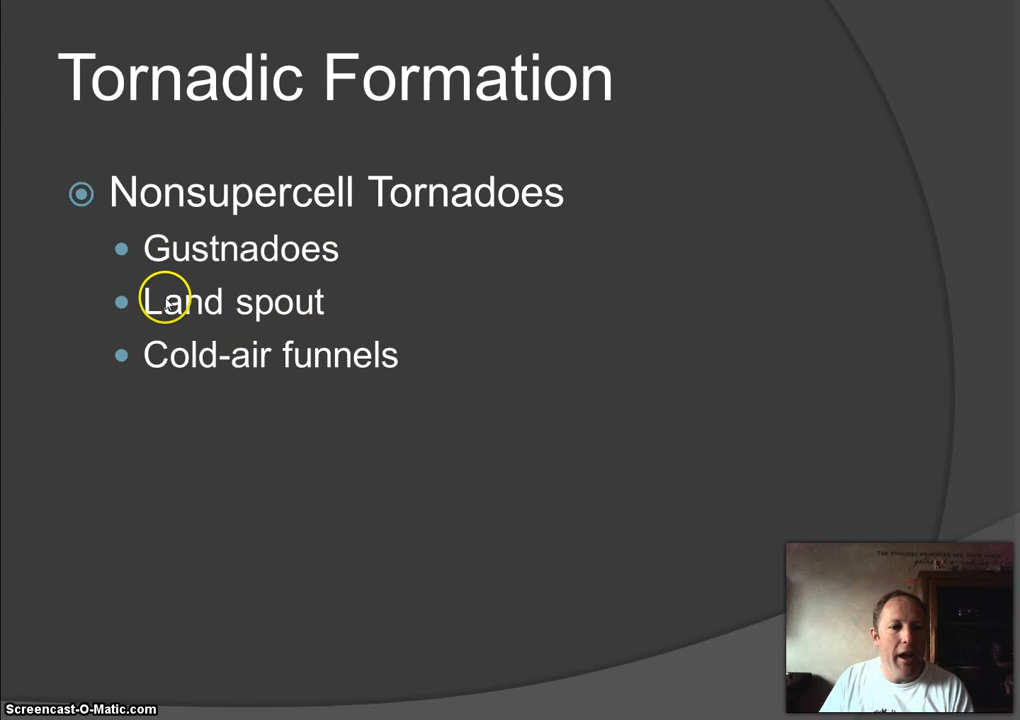 Tornadic Formation
Nonsupercell Tornadoes
Gustnadoes
Land spout
Cold-air funnels
Screencast-O-Matic.com